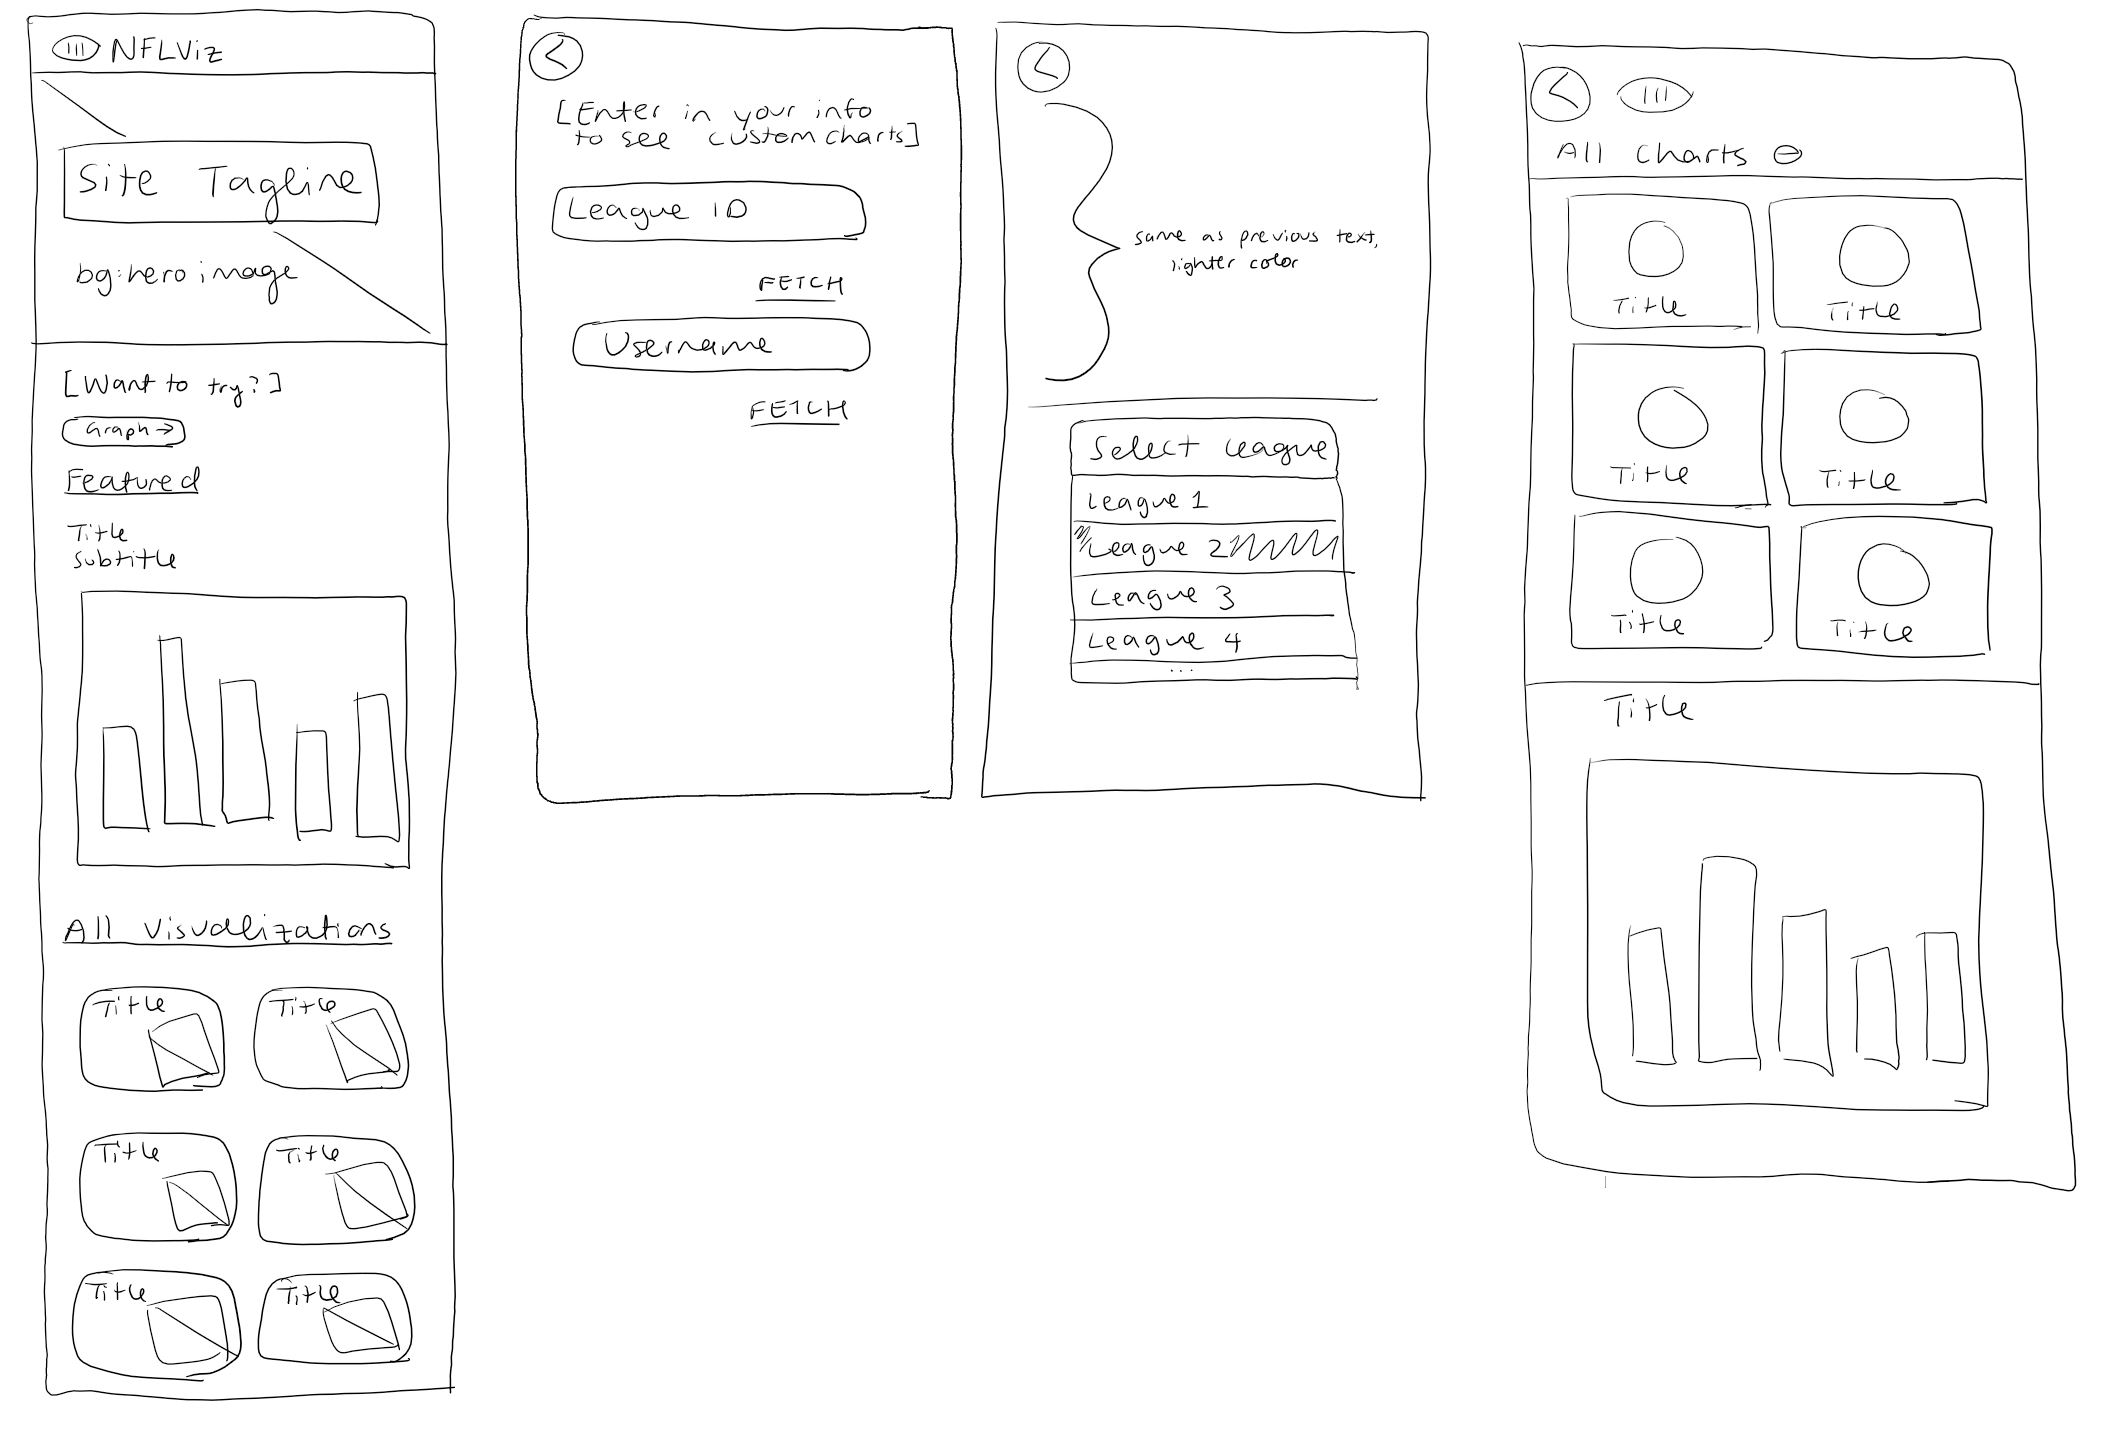 NFLViz
Site Tagline
bg: hero image
[Want to try?]
Graph →
Featured
Title
Subtitle
All Visualizations
Title
Title
Title
Title
Title
Title
[Enter in your info
to see custom charts]
League ID
FETCH
Username
FETCH
same as previous text,
lighter color
Select League
League 1
League 2
League 3
League 4
...
All Charts
Title
Title
Title
Title
Title
Title
Title